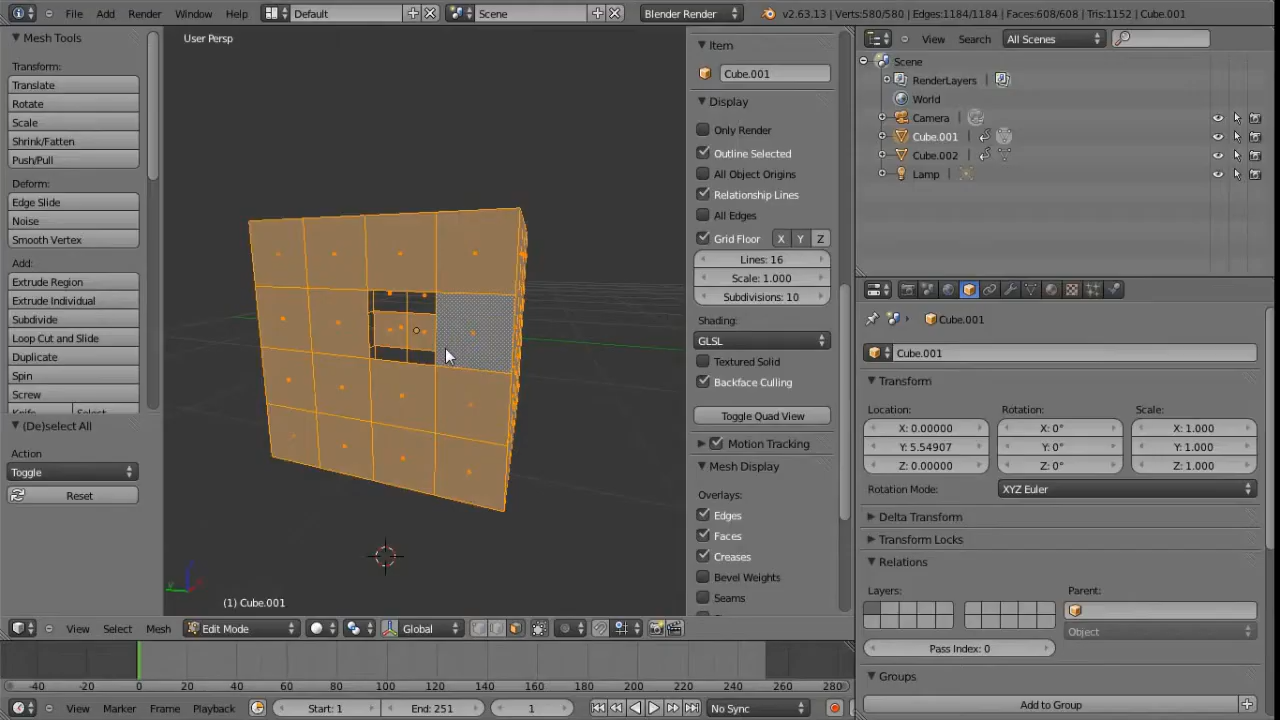 File Add Render Window Help Default Scene Blender Render v2.63.13 | Verts:580/580 | Edges:1184/1184 | Faces:608/608 | Tris:1152 | Cube.001
Mesh Tools
Transform:
Translate
Rotate
Scale
Shrink/Fatten
Push/Pull
Deform:
Edge Slide
Noise
Smooth Vertex
Add:
Extrude Region
Extrude Individual
Subdivide
Loop Cut and Slide
Duplicate
Spin
Screw
Knife Select
(De)select All
Action
Toggle
Reset
User Persp
(1) Cube.001
Item
Cube.001
Display
Only Render
Outline Selected
All Object Origins
Relationship Lines
All Edges
Grid Floor X Y Z
Lines: 16
Scale: 1.000
Subdivisions: 10
Shading:
GLSL
Textured Solid
Backface Culling
Toggle Quad View
Motion Tracking
Mesh Display
Overlays:
Edges
Faces
Creases
Bevel Weights
Seams
View Search All Scenes
Scene
RenderLayers
World
Camera
Cube.001
Cube.002
Lamp
Cube.001
Cube.001
Transform
Location: Rotation: Scale:
X: 0.00000 X: 0° X: 1.000
Y: 5.54907 Y: 0° Y: 1.000
Z: 0.00000 Z: 0° Z: 1.000
Rotation Mode: XYZ Euler
Delta Transform
Transform Locks
Relations
Layers: Parent:
Object
Pass Index: 0
Groups
Add to Group
View Select Mesh Edit Mode Global
-40 -20 0 20 40 60 80 100 120 140 160 180 200 220 240 260 280
View Marker Frame Playback Start: 1 End: 251 1 No Sync